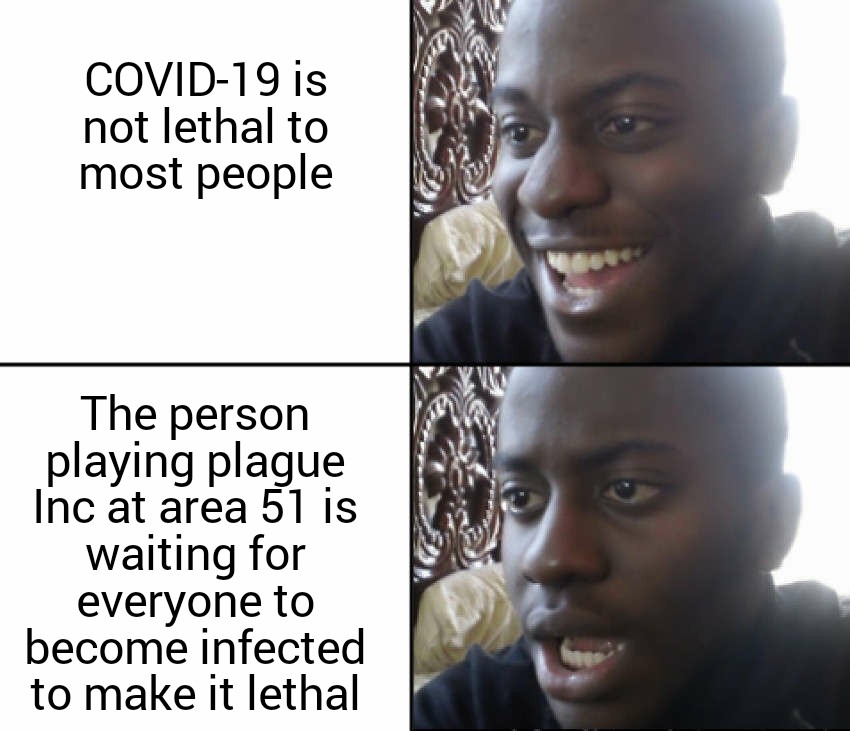 COVID-19 is
not lethal to
most people
The person
playing plague
Inc at area 51 is
waiting for
everyone to
become infected
to make it lethal